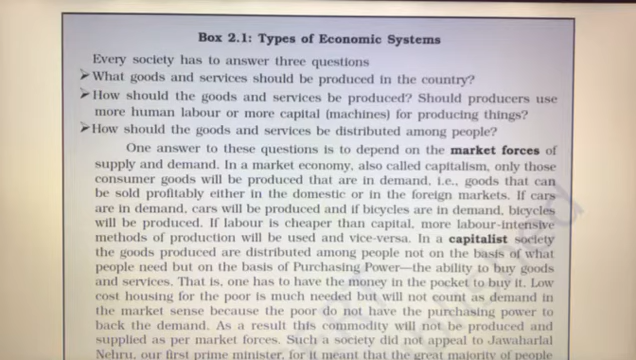 Box 2.1: Types of Economic Systems
Every society has to answer three questions
➢What goods and services should be produced in the country?
➢How should the goods and services be produced? Should producers use
more human labour or more capital (machines) for producing things?
➢How should the goods and services be distributed among people?
One answer to these questions is to depend on the market forces of
supply and demand. In a market economy, also called capitalism, only those
consumer goods will be produced that are in demand, i.e., goods that can
be sold profitably either in the domestic or in the foreign markets. If cars
are in demand, cars will be produced and if bicycles are in demand, bicycles
will be produced. If labour is cheaper than capital, more labour-intensive
methods of production will be used and vice-versa. In a capitalist society
the goods produced are distributed among people not on the basis of what
people need but on the basis of Purchasing Power—the ability to buy goods
and services. That is, one has to have the money in the pocket to buy it. Low
cost housing for the poor is much needed but will not count as demand in
the market sense because the poor do not have the purchasing power to
back the demand. As a result this commodity will not be produced and
supplied as per market forces. Such a society did not appeal to Jawaharlal
Nehru, our first prime minister, for it meant that the great majority of people